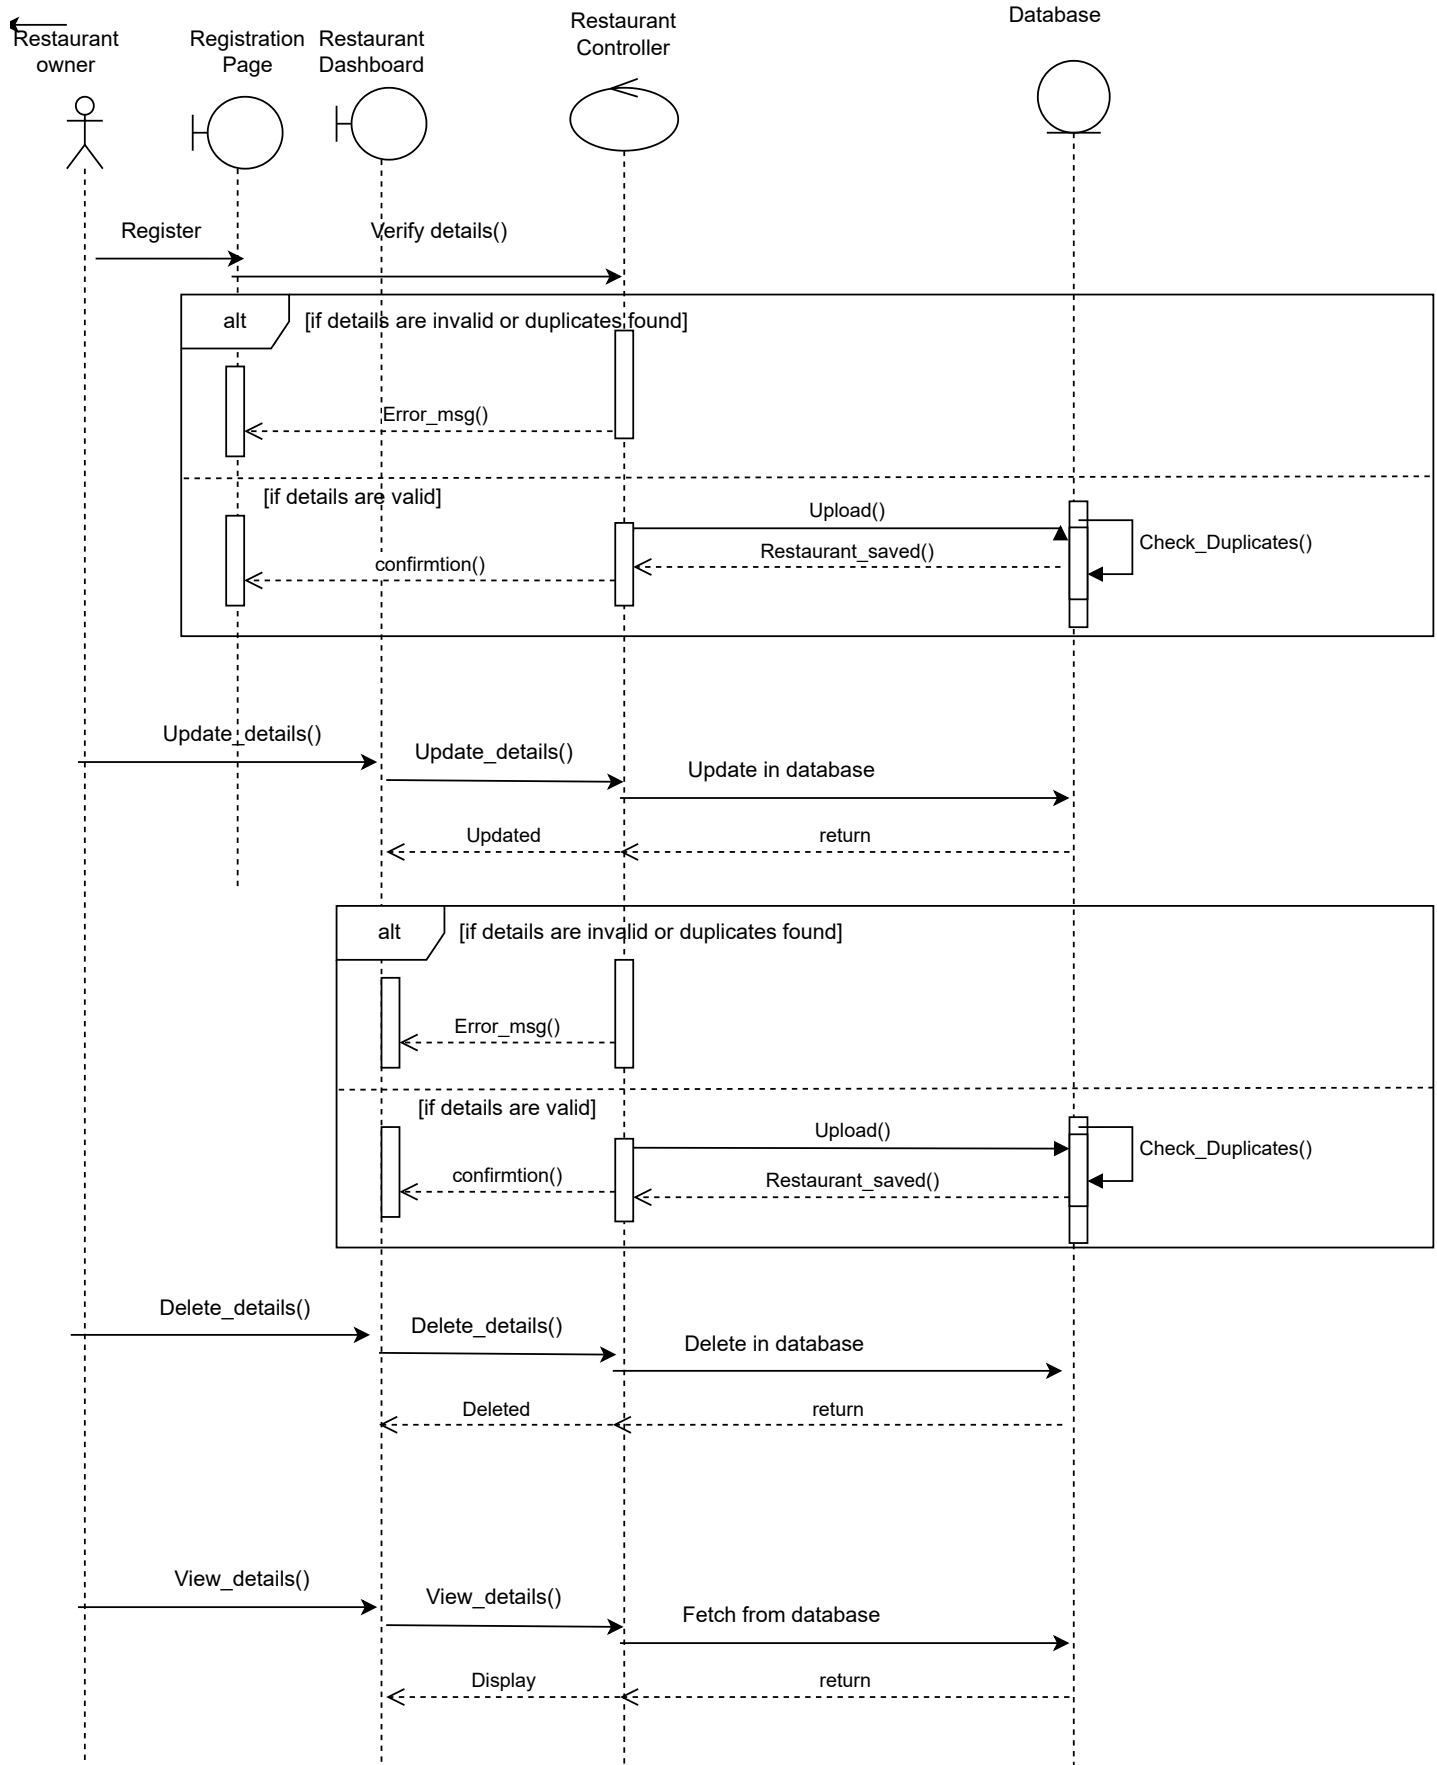 Restaurant
owner
Registration
Page
Restaurant
Dashboard
Restaurant
Controller
Database
Register
Verify details()
alt
[if details are invalid or duplicates found]
Error_msg()
[if details are valid]
Upload()
Check_Duplicates()
Restaurant_saved()
confirmtion()
Update_details()
Update_details()
Update in database
Updated
return
alt
[if details are invalid or duplicates found]
Error_msg()
[if details are valid]
Upload()
Check_Duplicates()
confirmtion()
Restaurant_saved()
Delete_details()
Delete_details()
Delete in database
Deleted
return
View_details()
View_details()
Fetch from database
Display
return